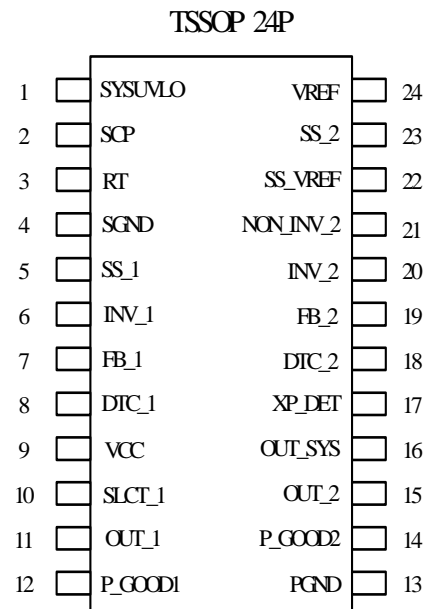 TSSOP 24P
1 SYSUVLO VREF 24
2 SCP SS_2 23
3 RT SS_VREF 22
4 SGND NON_INV_2 21
5 SS_1 INV_2 20
6 INV_1 FB_2 19
7 FB_1 DTC_2 18
8 DTC_1 XP_DET 17
9 VCC OUT_SYS 16
10 SLCT_1 OUT_2 15
11 OUT_1 P_GOOD2 14
12 P_GOOD1 PGND 13